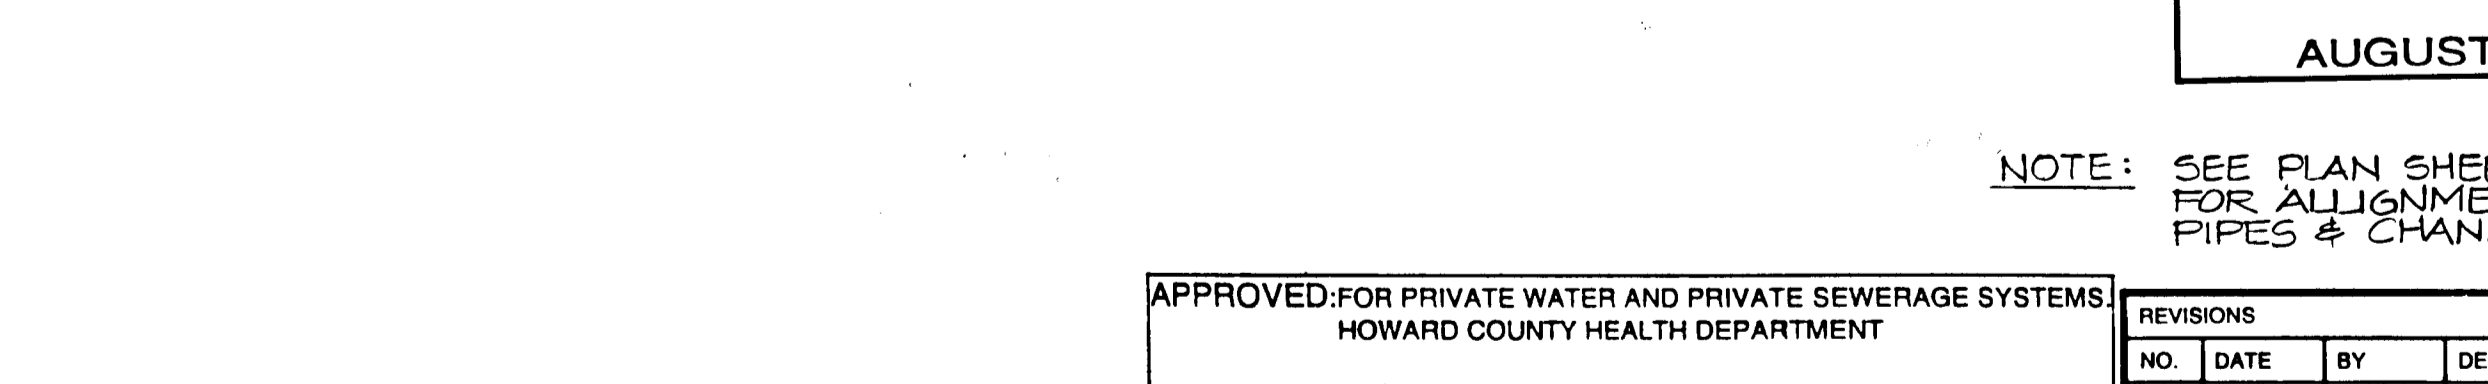 AUGUST
NOTE: SEE PLAN SHEE
FOR ALLIGNME
PIPES & CHAN
APPROVED:FOR PRIVATE WATER AND PRIVATE SEWERAGE SYSTEMS.
HOWARD COUNTY HEALTH DEPARTMENT
REVISIONS
NO. DATE BY DE